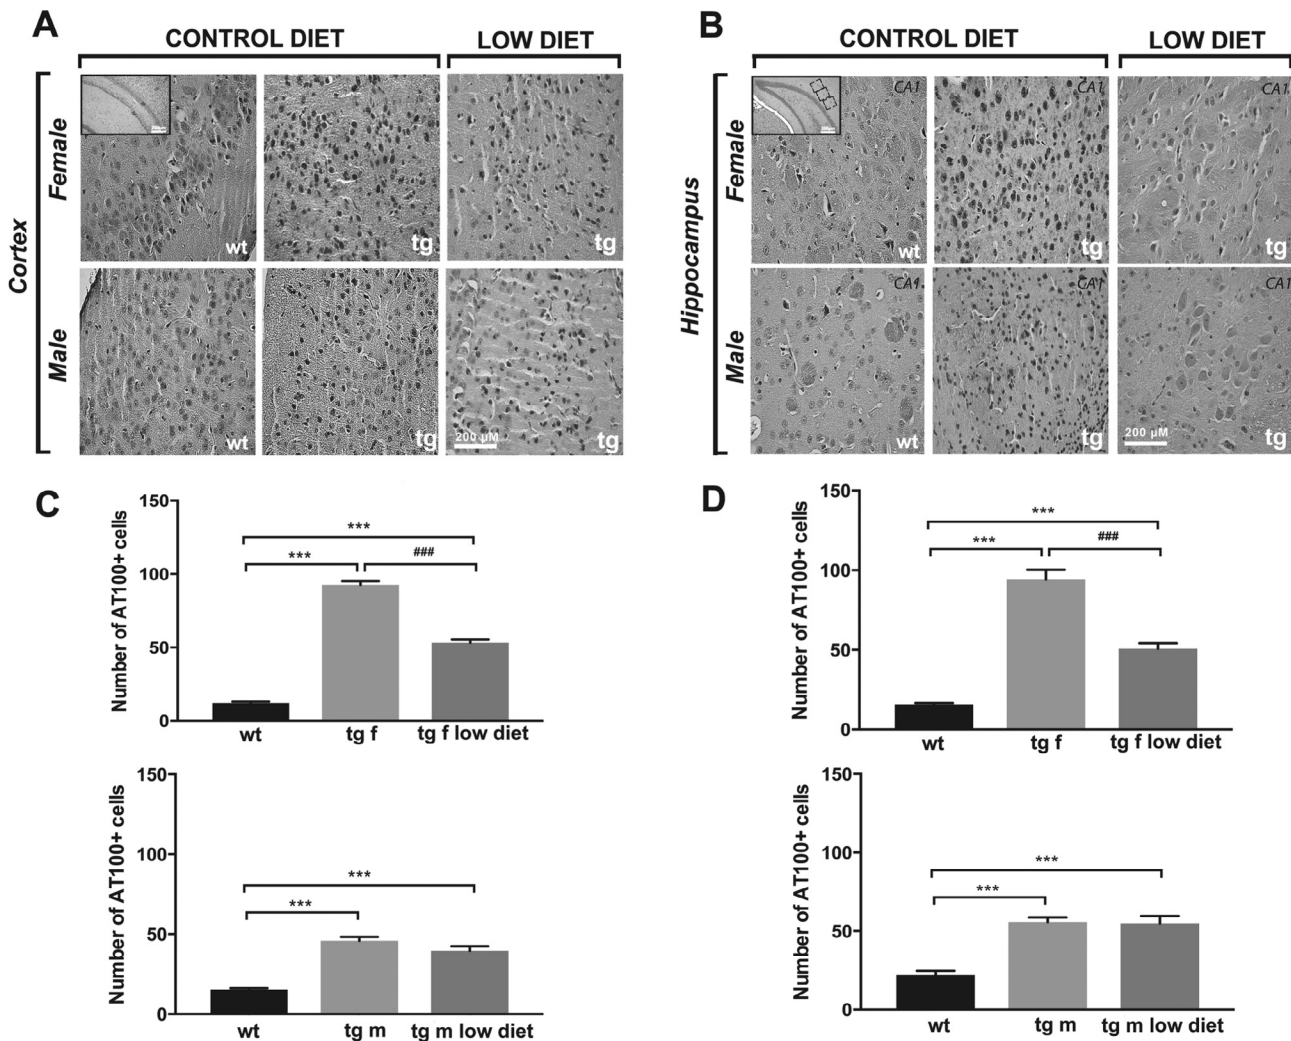 A
CONTROL DIET
LOW DIET
Cortex
Female
wt
tg
tg
Male
wt
tg
200 µM
tg
B
CONTROL DIET
LOW DIET
Hippocampus
Female
CA1
wt
CA1
tg
CA1
tg
Male
CA1
wt
CA1
tg
CA1
200 µM
tg
C
Number of AT100+ cells
150
100
50
0
***
***
###
wt
tg f
tg f low diet
Number of AT100+ cells
150
100
50
0
***
***
wt
tg m
tg m low diet
D
Number of AT100+ cells
150
100
50
0
***
***
###
wt
tg f
tg f low diet
Number of AT100+ cells
150
100
50
0
***
***
wt
tg m
tg m low diet